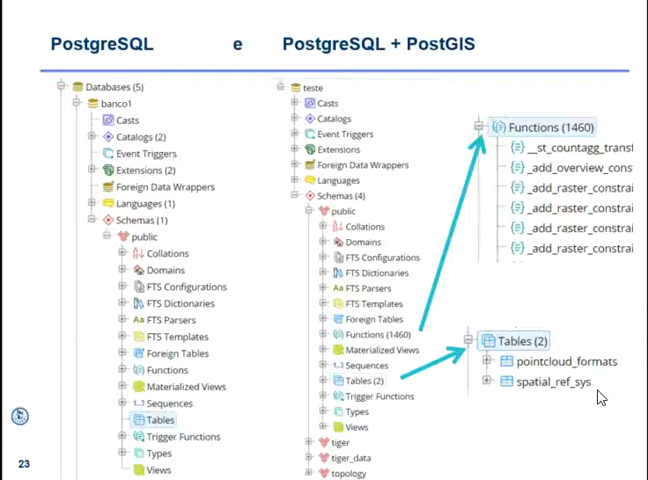 PostgreSQL e PostgreSQL + PostGIS
Databases (5)
banco1
Casts
Catalogs (2)
Event Triggers
Extensions (2)
Foreign Data Wrappers
Languages (1)
Schemas (1)
public
Collations
Domains
FTS Configurations
FTS Dictionaries
FTS Parsers
FTS Templates
Foreign Tables
Functions
Materialized Views
Sequences
Tables
Trigger Functions
Types
Views
teste
Casts
Catalogs
Event Triggers
Extensions
Foreign Data Wrappers
Languages
Schemas (4)
public
Collations
Domains
FTS Configurations
FTS Dictionaries
FTS Parsers
FTS Templates
Foreign Tables
Functions (1460)
Materialized Views
Sequences
Tables (2)
Trigger Functions
Types
Views
tiger
tiger_data
topology
Functions (1460)
__st_countagg_transf
_add_overview_cons
_add_raster_constrai
_add_raster_constrai
_add_raster_constrai
_add_raster_constrai
Tables (2)
pointcloud_formats
spatial_ref_sys
23